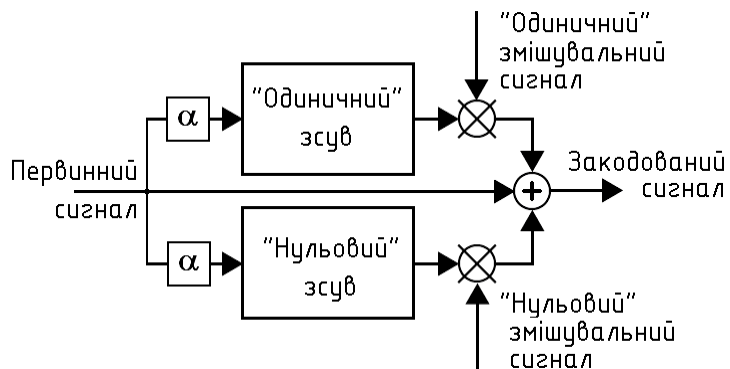 "Одиничний"
змішувальний
сигнал
α
"Одиничний"
зсув
Первинний
сигнал
+
Закодований
сигнал
α
"Нульовий"
зсув
"Нульовий"
змішувальний
сигнал